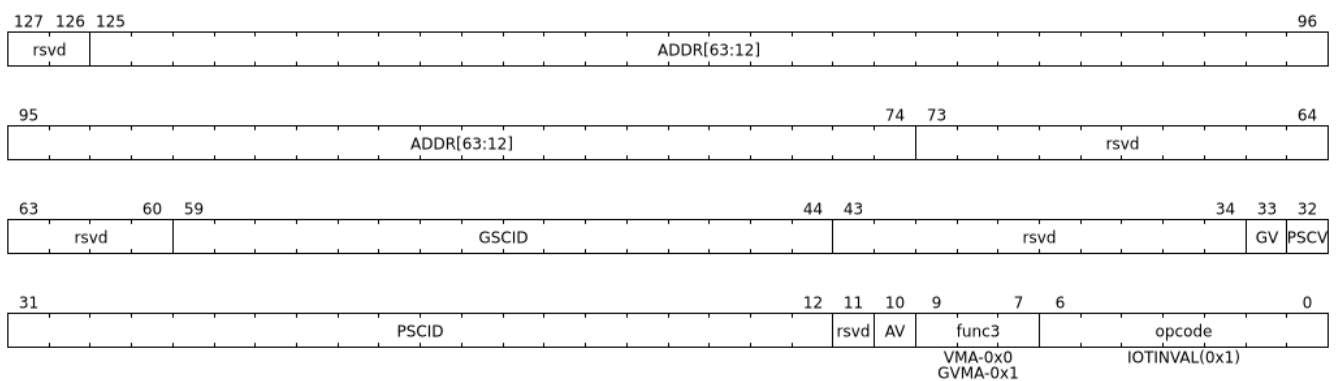 127 126 125 96
rsvd ADDR[63:12]
95 74 73 64
ADDR[63:12] rsvd
63 60 59 44 43 34 33 32
rsvd GSCID rsvd GV PSCV
31 12 11 10 9 7 6 0
PSCID rsvd AV func3 opcode
VMA-0x0 IOTINVAL(0x1)
GVMA-0x1